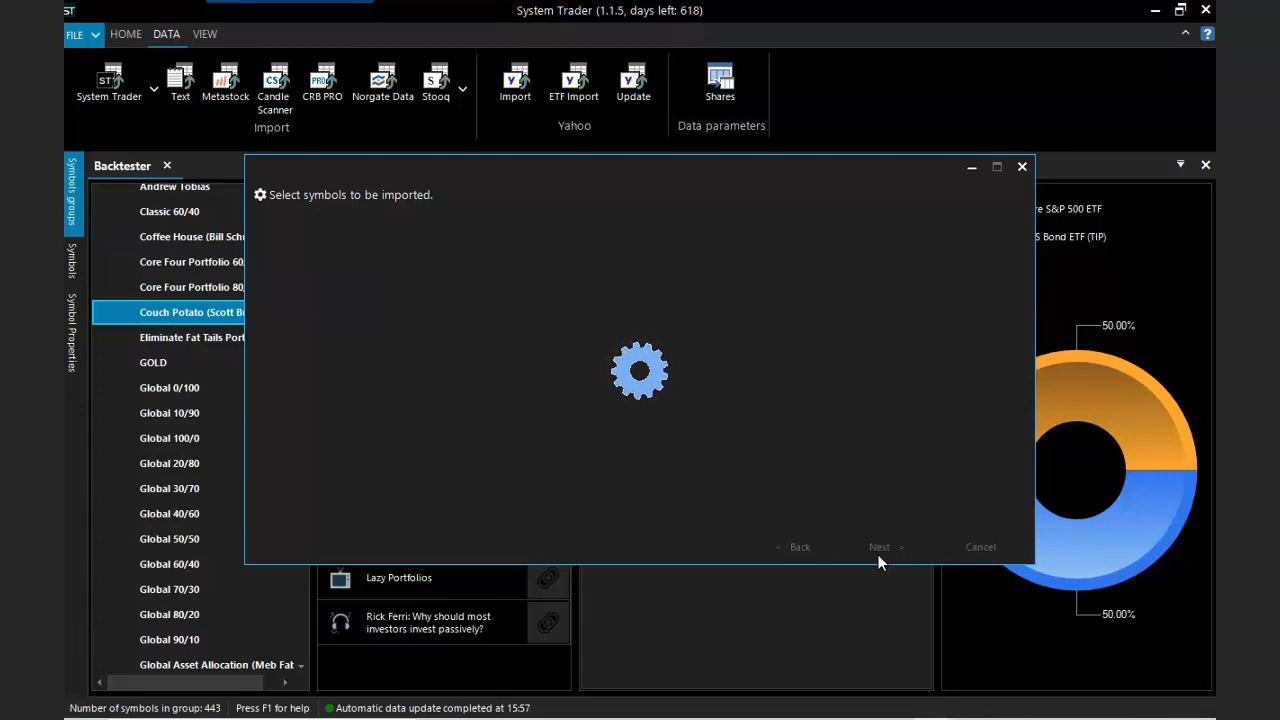 ST
System Trader (1.1.5, days left: 618)
FILE
HOME
DATA
VIEW
?
ST
System Trader
Text
Metastock
CS
Candle
Scanner
PRO
CRB PRO
Norgate Data
S
Stooq
Import
Y
Import
Y
ETF Import
Y
Update
Yahoo
Shares
Data parameters
Symbols groups
Symbols
Symbol Properties
Backtester
Andrew Tobias
Classic 60/40
Coffee House (Bill Sch
Core Four Portfolio 60
Core Four Portfolio 80
Couch Potato (Scott B
Eliminate Fat Tails Port
GOLD
Global 0/100
Global 10/90
Global 100/0
Global 20/80
Global 30/70
Global 40/60
Global 50/50
Global 60/40
Global 70/30
Global 80/20
Global 90/10
Global Asset Allocation (Meb Fat
Select symbols to be imported.
< Back
Next >
Cancel
Lazy Portfolios
Rick Ferri: Why should most
investors invest passively?
re S&P 500 ETF
S Bond ETF (TIP)
50.00%
50.00%
Number of symbols in group: 443
Press F1 for help
Automatic data update completed at 15:57